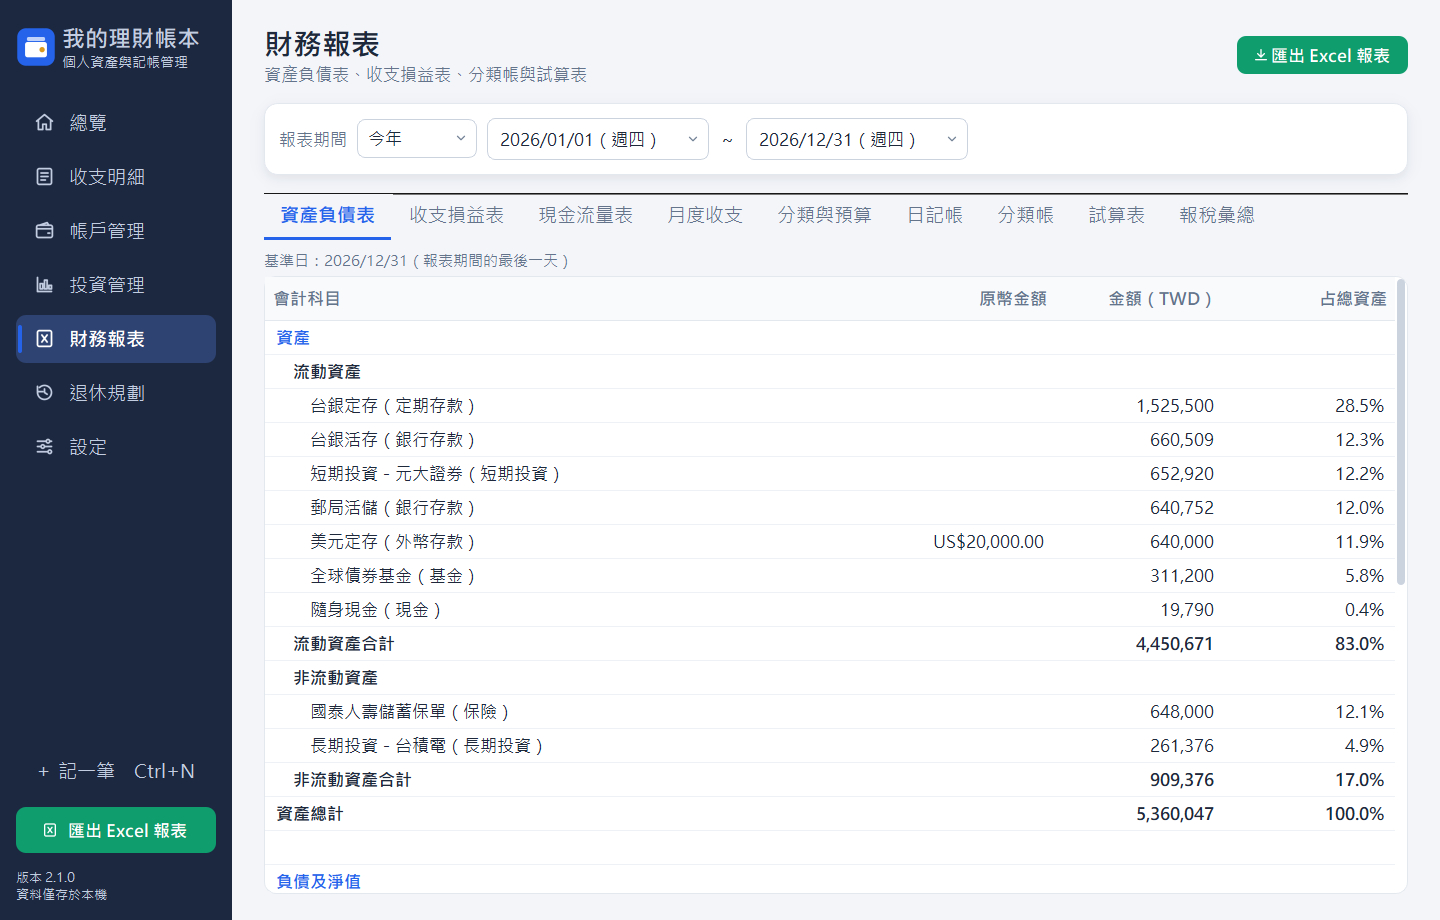 我的理財帳本
個人資產與記帳管理
總覽
收支明細
帳戶管理
投資管理
財務報表
退休規劃
設定
+ 記一筆 Ctrl+N
匯出 Excel 報表
版本 2.1.0
資料僅存於本機
財務報表
資產負債表、收支損益表、分類帳與試算表
匯出 Excel 報表
報表期間 今年 2026/01/01（週四） ~ 2026/12/31（週四）
資產負債表 收支損益表 現金流量表 月度收支 分類與預算 日記帳 分類帳 試算表 報稅彙總
基準日：2026/12/31（報表期間的最後一天）
會計科目 原幣金額 金額（TWD） 占總資產
資產
流動資產
台銀定存（定期存款） 1,525,500 28.5%
台銀活存（銀行存款） 660,509 12.3%
短期投資 - 元大證券（短期投資） 652,920 12.2%
郵局活儲（銀行存款） 640,752 12.0%
美元定存（外幣存款） US$20,000.00 640,000 11.9%
全球債券基金（基金） 311,200 5.8%
隨身現金（現金） 19,790 0.4%
流動資產合計 4,450,671 83.0%
非流動資產
國泰人壽儲蓄保單（保險） 648,000 12.1%
長期投資 - 台積電（長期投資） 261,376 4.9%
非流動資產合計 909,376 17.0%
資產總計 5,360,047 100.0%
負債及淨值